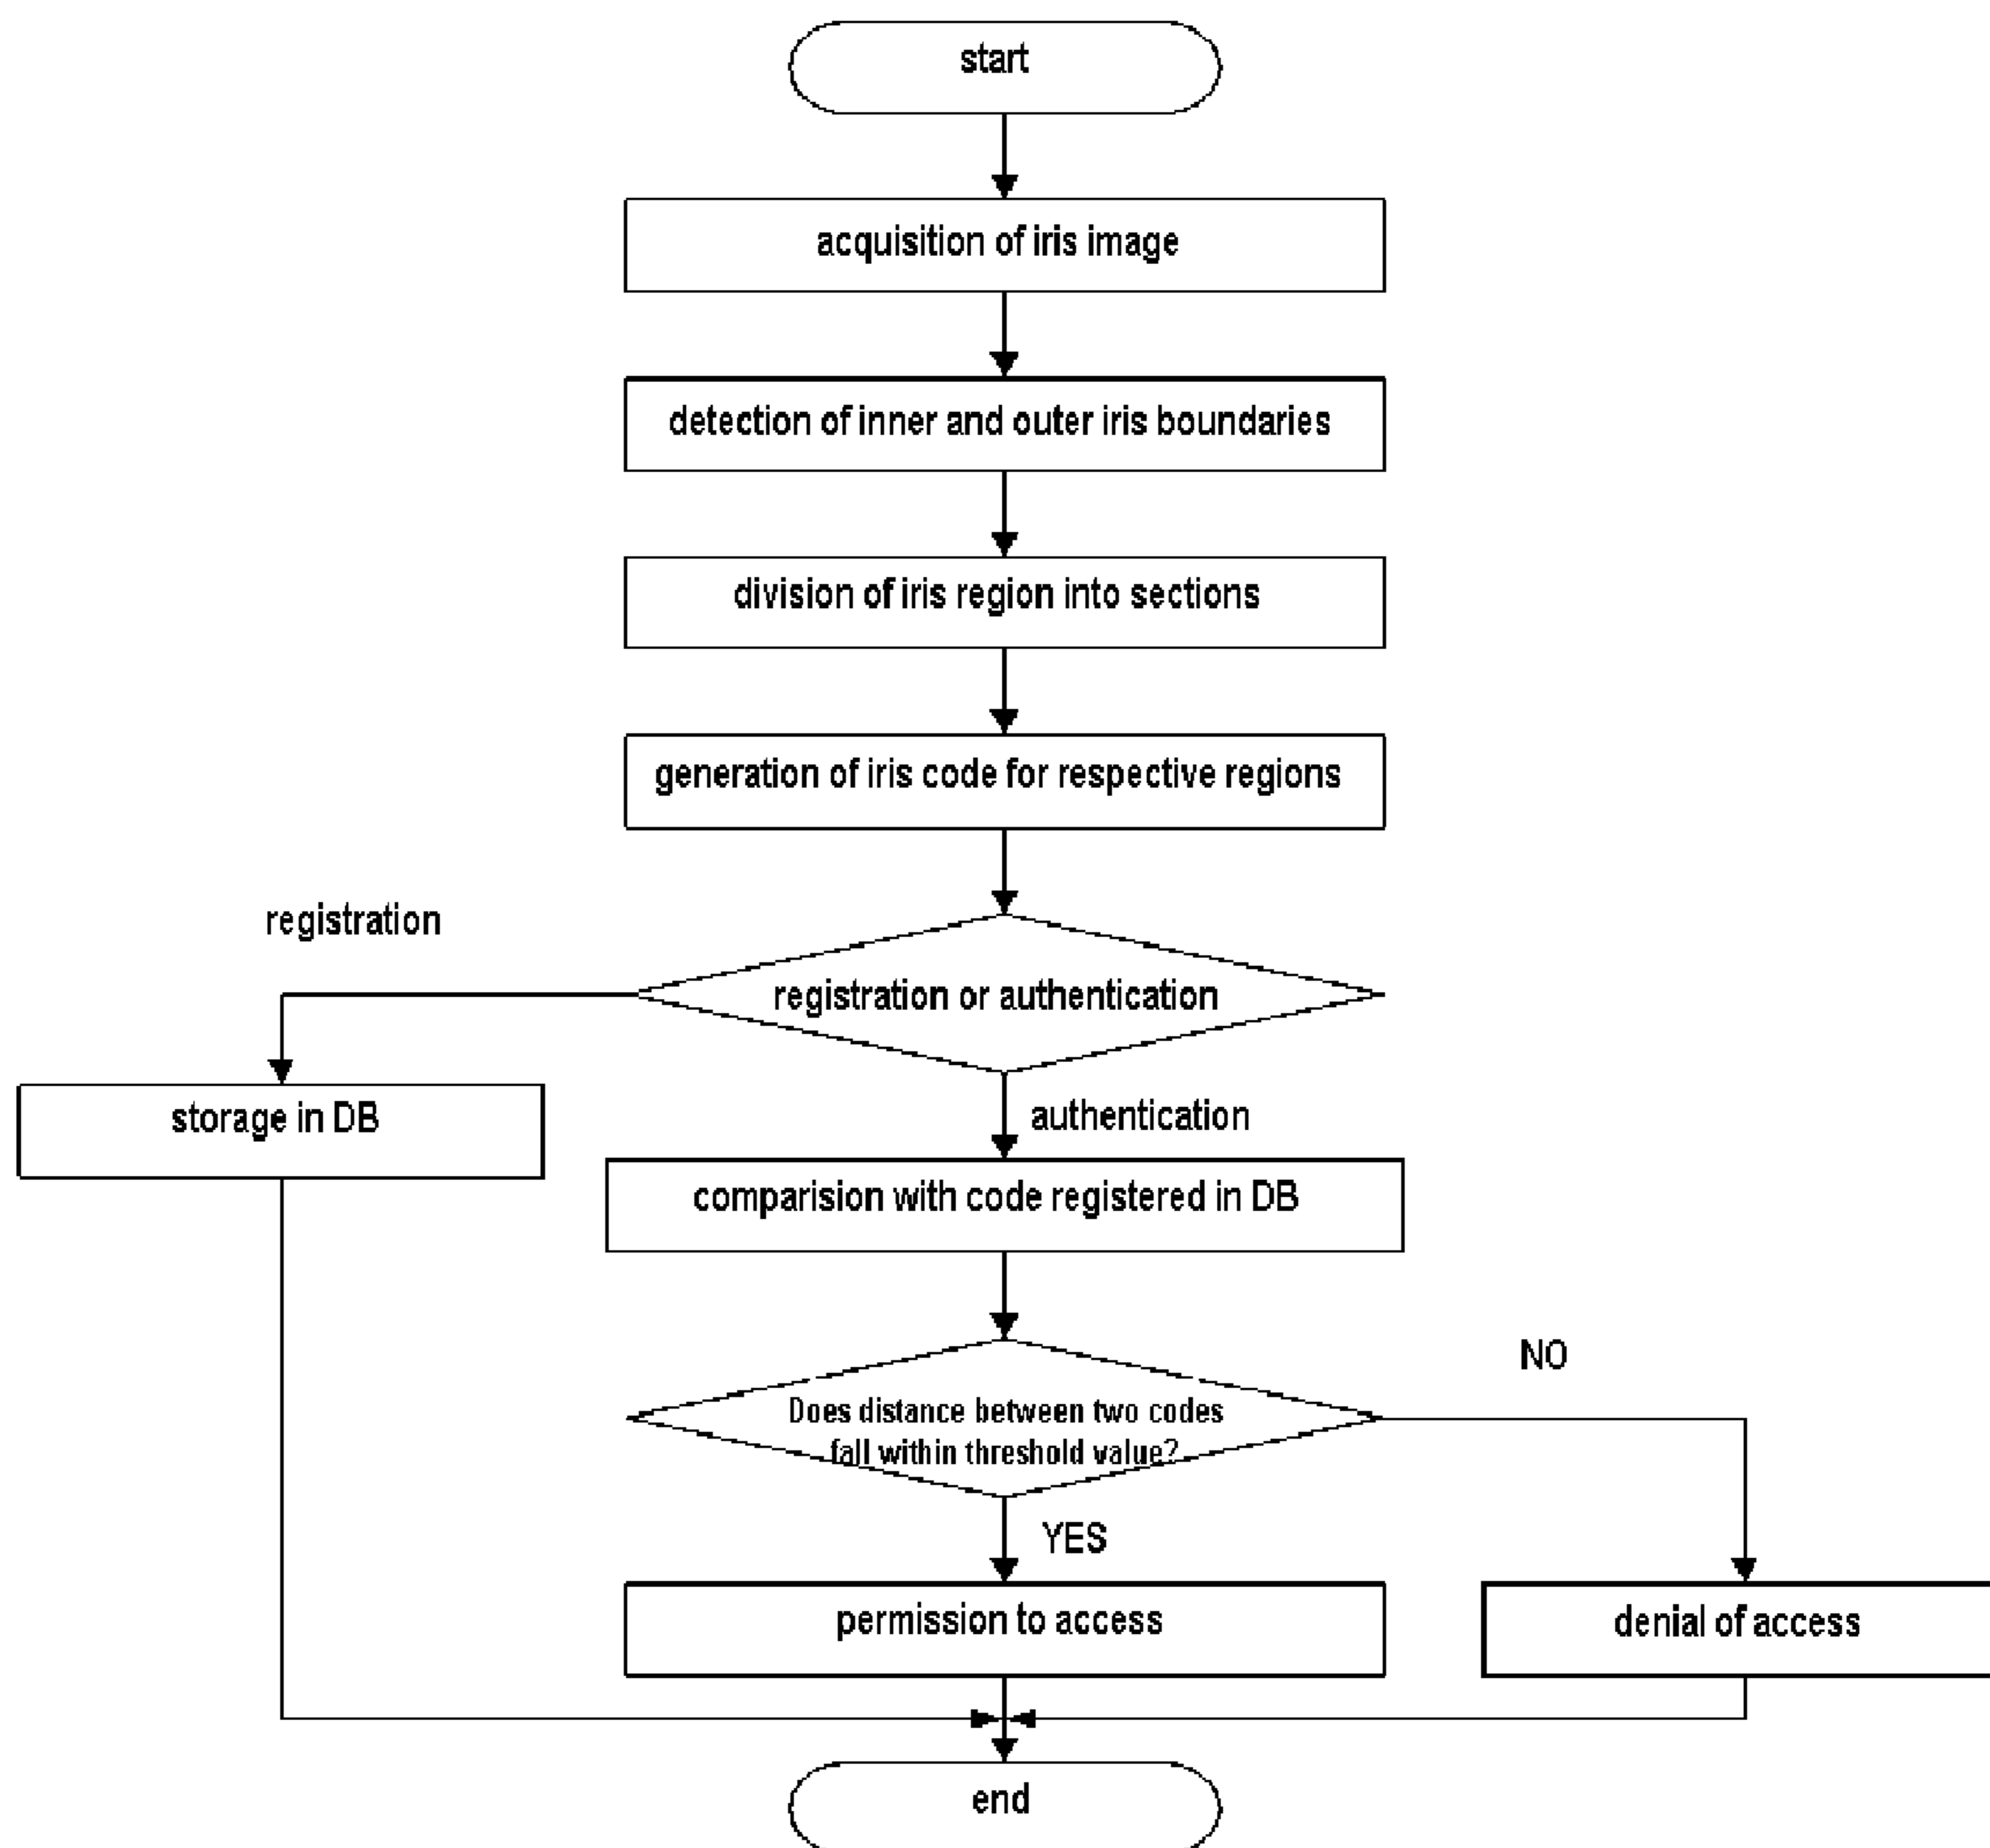 start
acquisition of iris image
detection of inner and outer iris boundaries
division of iris region into sections
generation of iris code for respective regions
registration
registration or authentication
storage in DB
authentication
comparision with code registered in DB
NO
Does distance between two codes
fall within threshold value?
YES
permission to access
denial of access
end